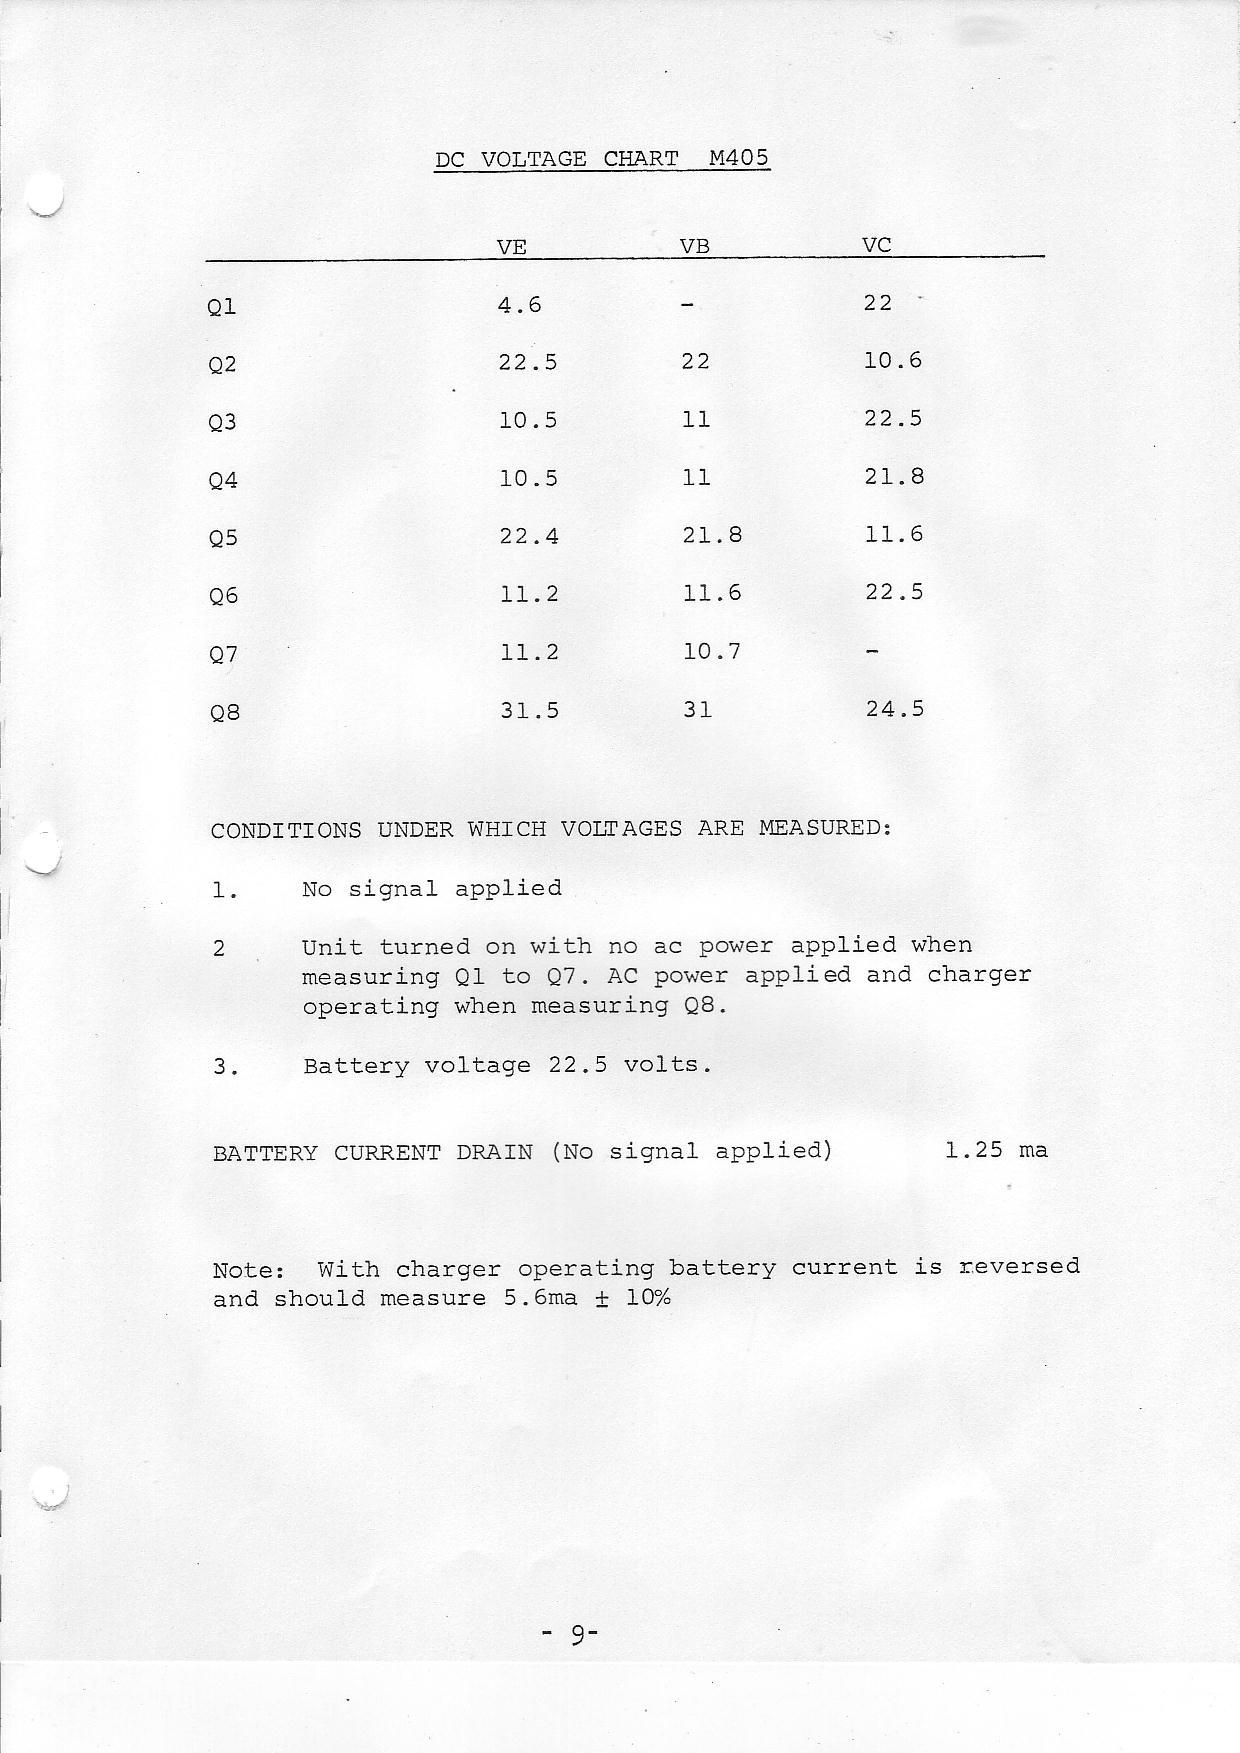 DC VOLTAGE CHART M405
VE VB VC
Q1 4.6 - 22
Q2 22.5 22 10.6
Q3 10.5 11 22.5
Q4 10.5 11 21.8
Q5 22.4 21.8 11.6
Q6 11.2 11.6 22.5
Q7 11.2 10.7 -
Q8 31.5 31 24.5
CONDITIONS UNDER WHICH VOLTAGES ARE MEASURED:
1. No signal applied
2 Unit turned on with no ac power applied when
measuring Q1 to Q7. AC power applied and charger
operating when measuring Q8.
3. Battery voltage 22.5 volts.
BATTERY CURRENT DRAIN (No signal applied) 1.25 ma
Note: With charger operating battery current is reversed
and should measure 5.6ma ± 10%
- 9-